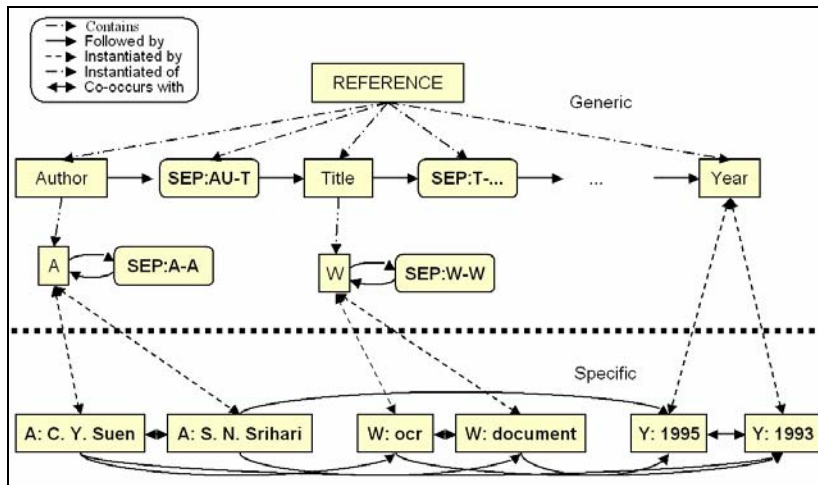 Contains
Followed by
Instantiated by
Instantiated of
Co-occurs with
REFERENCE
Generic
Author
SEP:AU-T
Title
SEP:T-...
...
Year
A
SEP:A-A
W
SEP:W-W
Specific
A: C. Y. Suen
A: S. N. Srihari
W: ocr
W: document
Y: 1995
Y: 1993